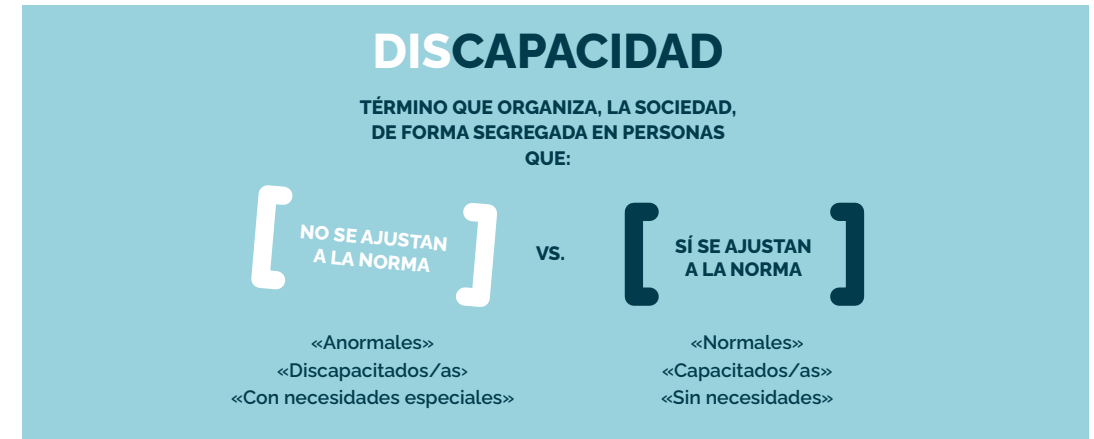 DISCAPACIDAD
TÉRMINO QUE ORGANIZA, LA SOCIEDAD,
DE FORMA SEGREGADA EN PERSONAS
QUE:
NO SE AJUSTAN
A LA NORMA
VS.
SÍ SE AJUSTAN
A LA NORMA
«Anormales»
«Discapacitados/as›
«Con necesidades especiales»
«Normales»
«Capacitados/as»
«Sin necesidades»